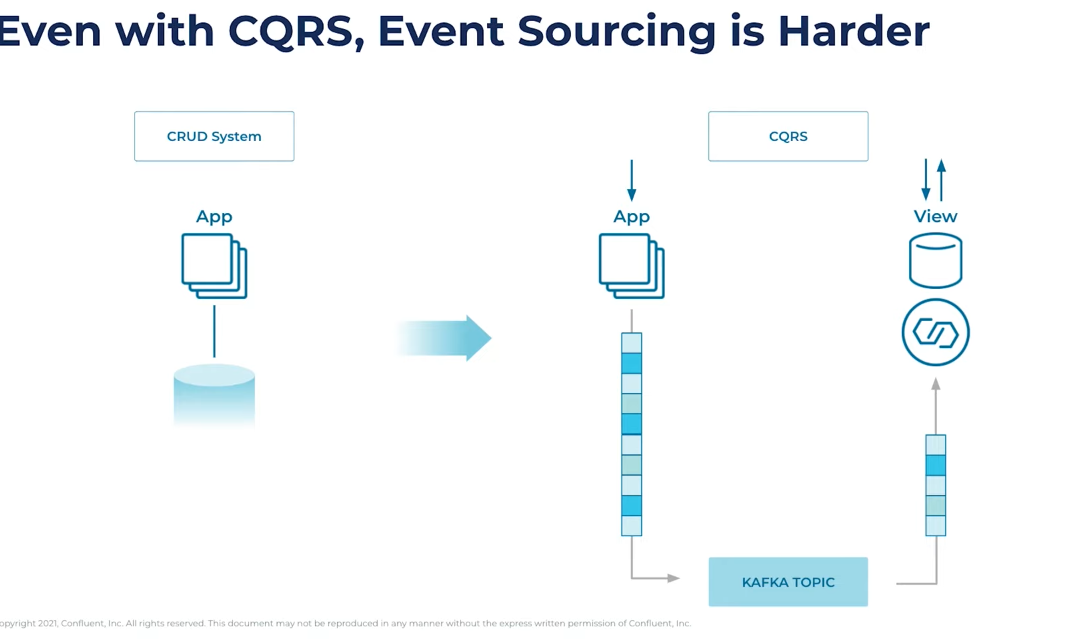 Even with CQRS, Event Sourcing is Harder
CRUD System
CQRS
App
App
View
KAFKA TOPIC
opyright 2021, Confluent, Inc. All rights reserved. This document may not be reproduced in any manner without the express written permission of Confluent, Inc.